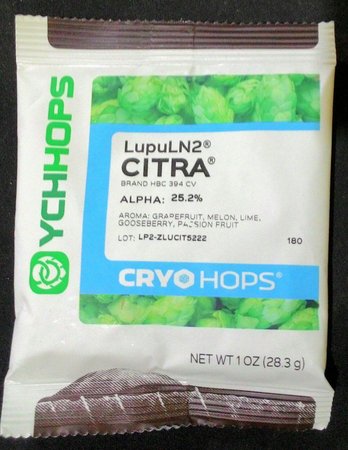 YCHHOPS
LupuLN2®
CITRA®
BRAND HBC 394 CV
ALPHA: 25.2%
AROMA: GRAPEFRUIT, MELON, LIME,
GOOSEBERRY, PASSION FRUIT
LOT: LP2-ZLUCIT5222 180
CRYO HOPS®
NET WT 1 OZ (28.3 g)